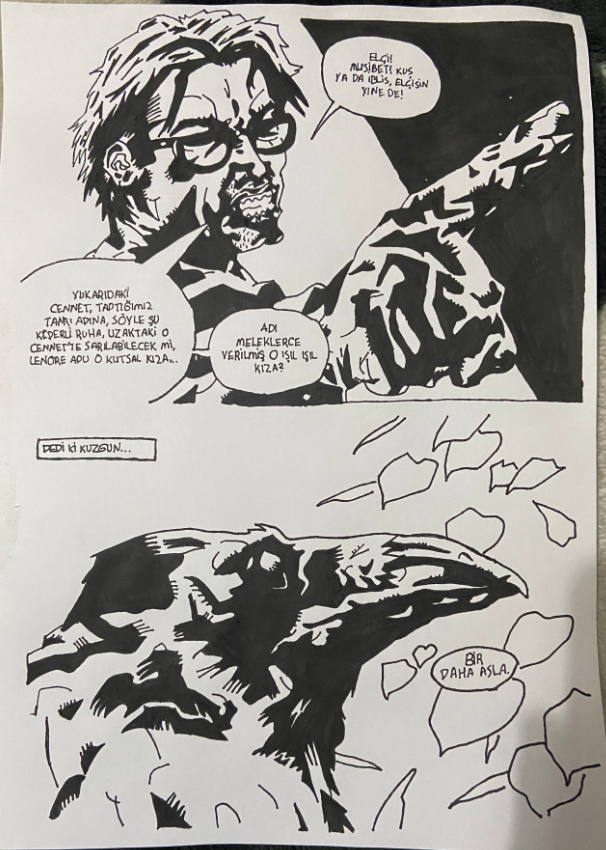 ELÇİ!
MUSİBETİ KUŞ
YA DA İBLİS, ELÇİSİN
YİNE DE!
YUKARIDAKİ
CENNET, TAPTIĞIMIZ
TANRI ADINA, SÖYLE ŞU
KEDERLİ RUHA, UZAKTAKİ O
CENNET'TE SARILABİLECEK Mİ,
LENORE ADLI O KUTSAL KIZA...
ADI
MELEKLERCE
VERİLMİŞ O IŞIL IŞIL
KIZA?
DEDİ Kİ KUZGUN...
BİR
DAHA ASLA.